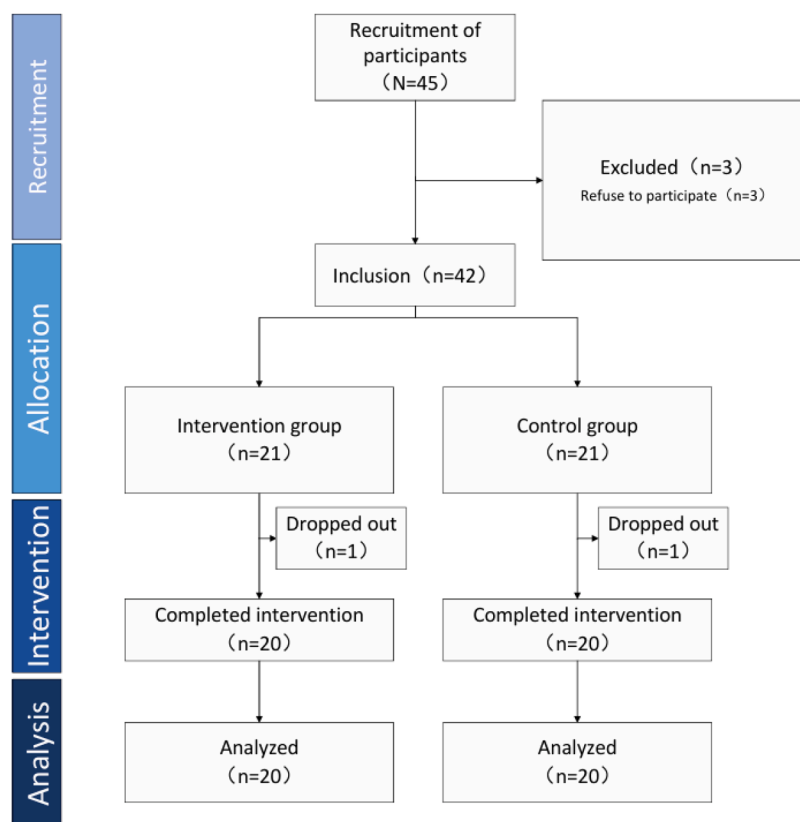 Recruitment
Recruitment of
participants
（N=45）
Excluded（n=3）
Refuse to participate（n=3）
Allocation
Inclusion（n=42）
Intervention group
（n=21）
Control group
（n=21）
Intervention
Dropped out
（n=1）
Dropped out
（n=1）
Completed intervention
（n=20）
Completed intervention
（n=20）
Analysis
Analyzed
（n=20）
Analyzed
（n=20）